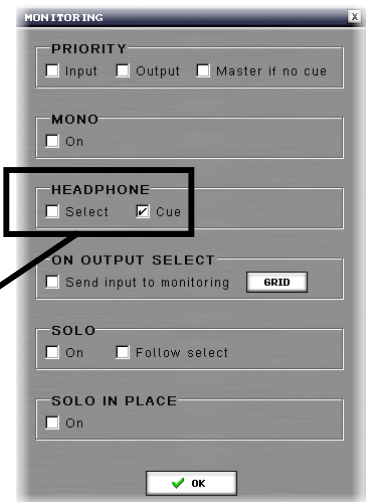 MONITORING X
PRIORITY
Input Output Master if no cue
MONO
On
HEADPHONE
Select Cue
ON OUTPUT SELECT
Send input to monitoring GRID
SOLO
On Follow select
SOLO IN PLACE
On
OK